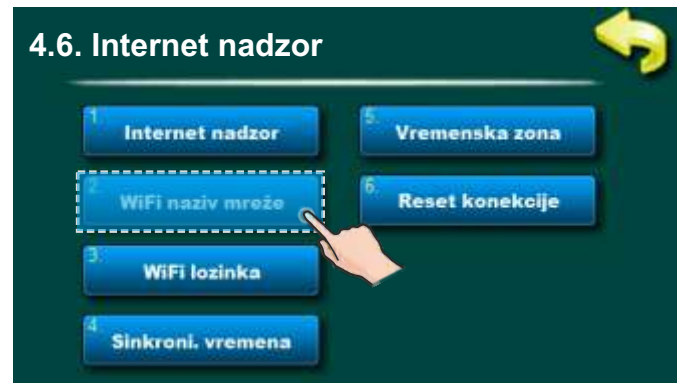 4.6. Internet nadzor
1.
Internet nadzor
2.
WiFi naziv mreže
3.
WiFi lozinka
4.
Sinkroni. vremena
5.
Vremenska zona
6.
Reset konekcije